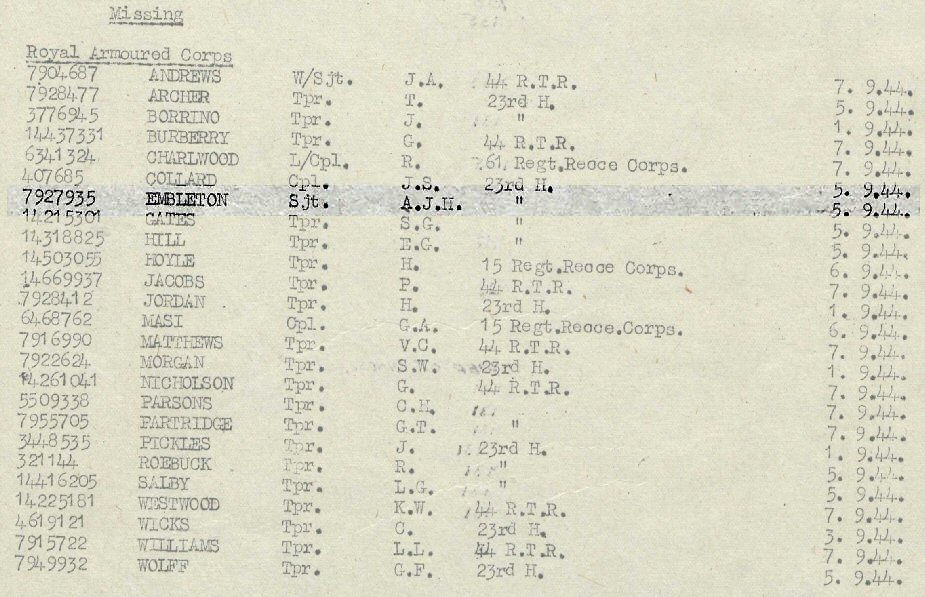 Missing
Royal Armoured Corps
7904687 ANDREWS W/Sjt. J.A. 44 R.T.R. 7. 9.44.
7928477 ARCHER Tpr. T. 23rd H. 5. 9.44.
3776945 BORRINO Tpr. J. " 1. 9.44.
14437331 BURBERRY Tpr. G. 44 R.T.R. 7. 9.44.
6341324 CHARLWOOD L/Cpl. R. 61 Regt.Recce Corps. 7. 9.44.
407685 COLLARD Cpl. J.S. 23rd H. 5. 9.44.
7927935 EMBLETON Sjt. A.J.H. " 5. 9.44.
14215301 GATES Tpr. S.G. " 5. 9.44.
14318825 HILL Tpr. E.G. " 5. 9.44.
14503055 HOYLE Tpr. H. 15 Regt.Recce Corps. 6. 9.44.
14669937 JACOBS Tpr. P. 44 R.T.R. 7. 9.44.
7928412 JORDAN Tpr. H. 23rd H. 1. 9.44.
6468762 MASI Cpl. G.A. 15 Regt.Recce.Corps. 6. 9.44.
7916990 MATTHEWS Tpr. V.C. 44 R.T.R. 7. 9.44.
7922624 MORGAN Tpr. S.W. 23rd H. 1. 9.44.
14261041 NICHOLSON Tpr. G. 44 R.T.R. 7. 9.44.
5509338 PARSONS Tpr. C.H. " 7. 9.44.
7955705 PARTRIDGE Tpr. G.T. " 7. 9.44.
3448535 PICKLES Tpr. J. 23rd H. 1. 9.44.
321144 ROEBUCK Tpr. R. " 5. 9.44.
14416205 SALBY Tpr. L.G. " 5. 9.44.
14225181 WESTWOOD Tpr. K.W. 44 R.T.R. 7. 9.44.
4619121 WICKS Tpr. C. 23rd H. 3. 9.44.
7915722 WILLIAMS Tpr. L.L. 44 R.T.R. 7. 9.44.
7949932 WOLFF Tpr. G.F. 23rd H. 5. 9.44.